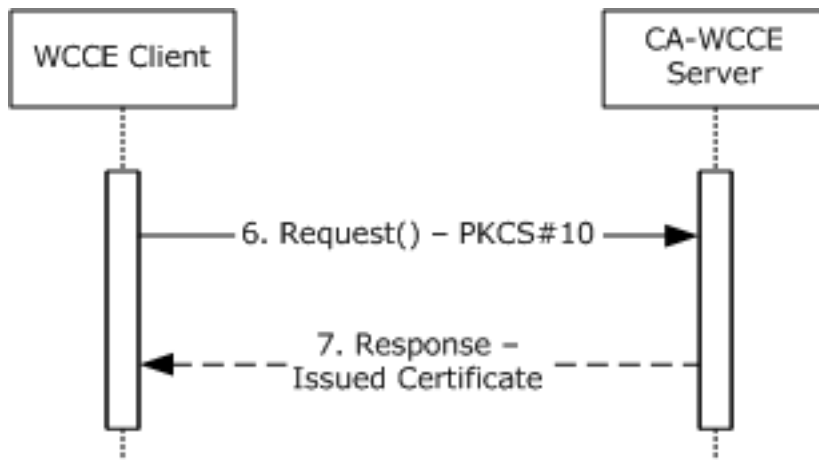 WCCE Client
CA-WCCE
Server
6. Request() – PKCS#10
7. Response –
Issued Certificate